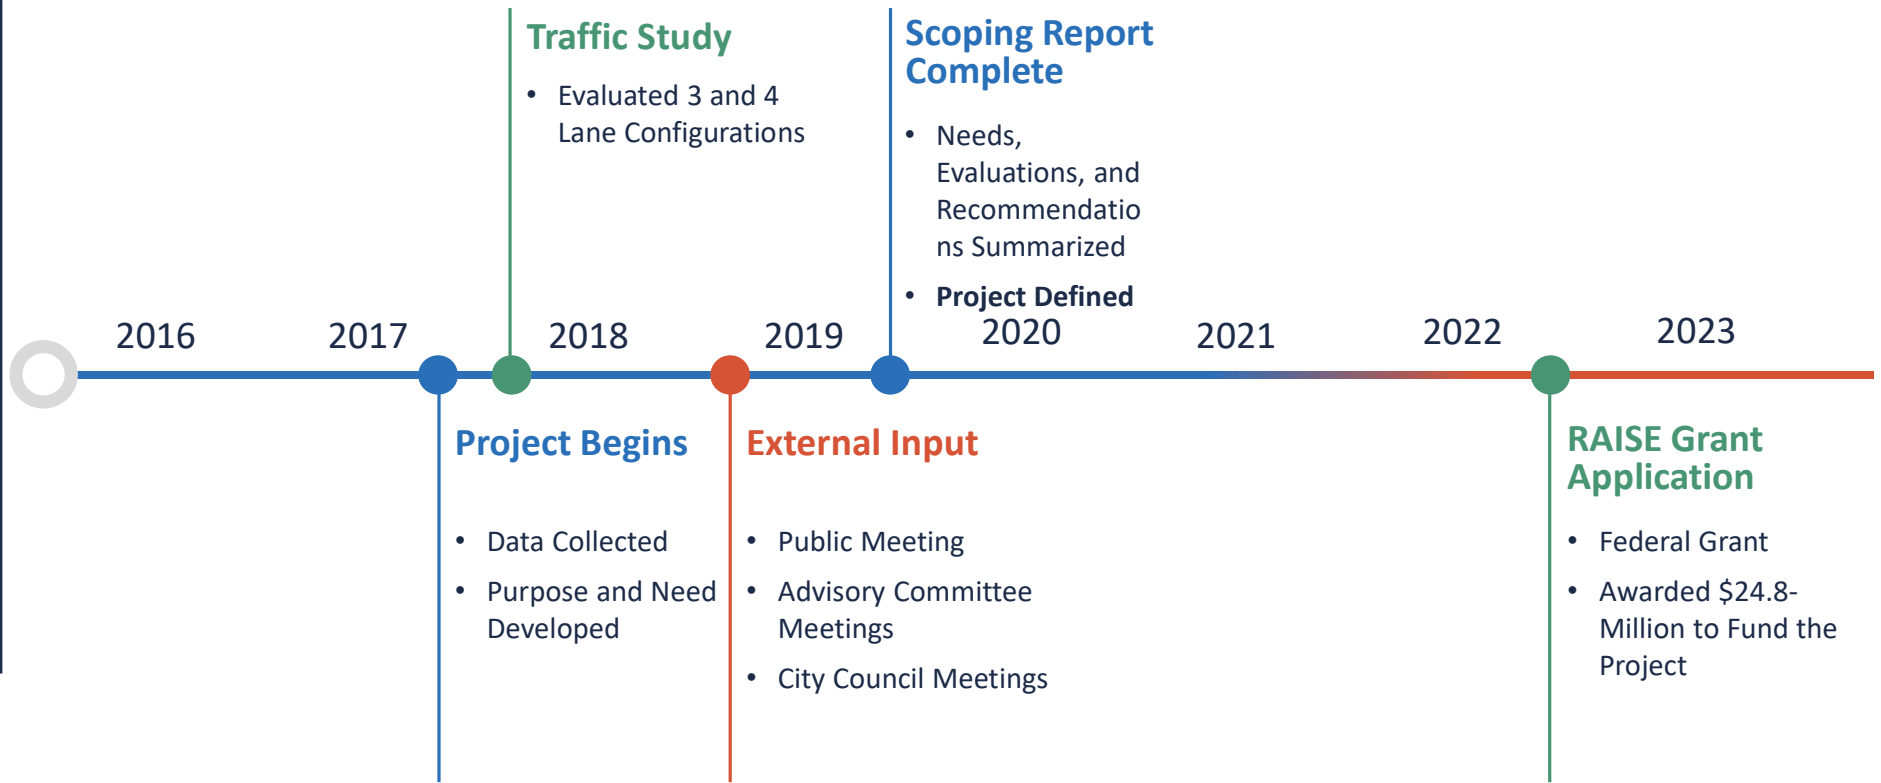 Traffic Study
• Evaluated 3 and 4
Lane Configurations
Scoping Report
Complete
• Needs,
Evaluations, and
Recommendatio
ns Summarized
• Project Defined
2016
2017
2018
2019
2020
2021
2022
2023
Project Begins
• Data Collected
• Purpose and Need
Developed
External Input
• Public Meeting
• Advisory Committee
Meetings
• City Council Meetings
RAISE Grant
Application
• Federal Grant
• Awarded $24.8-
Million to Fund the
Project